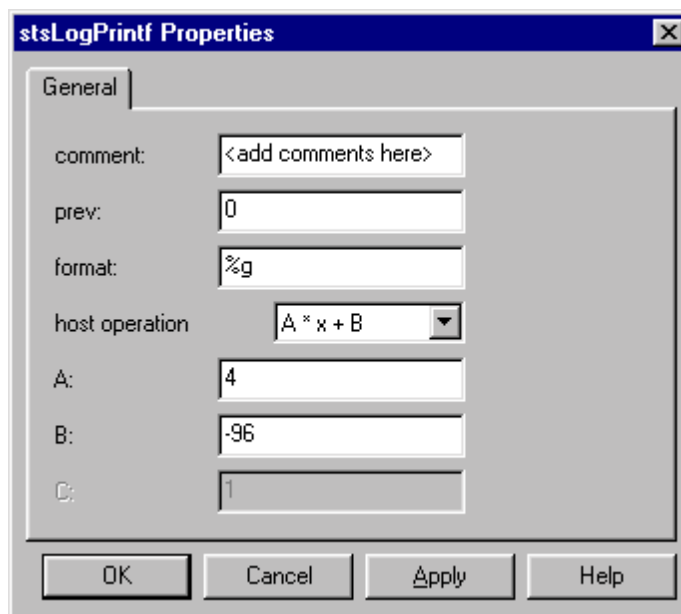 stsLogPrintf Properties
General
comment: <add comments here>
prev: 0
format: %g
host operation A * x + B
A: 4
B: -96
C: 1
OK Cancel Apply Help